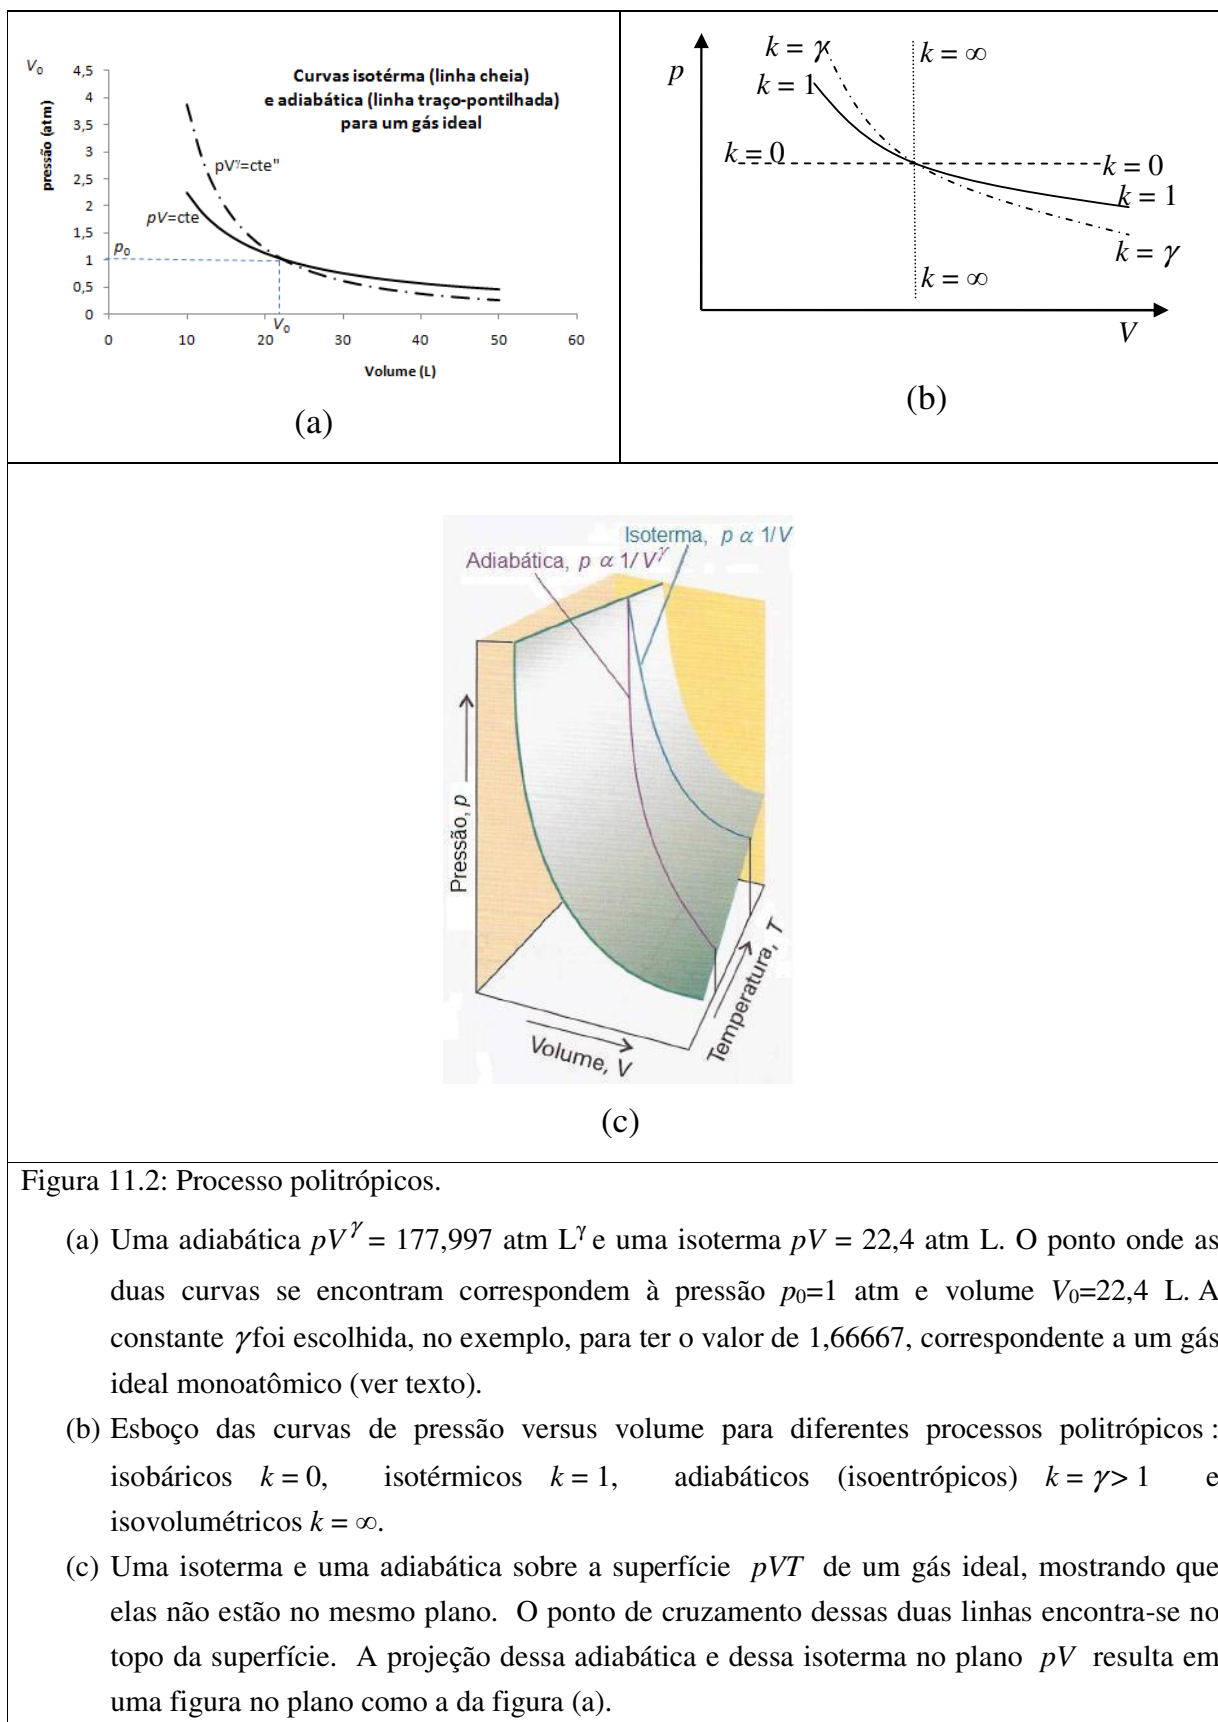 V₀
4,5
4
3,5
3
2,5
2
1,5
1
0,5
0
pressão (atm)
Curvas isotérma (linha cheia)
e adiabática (linha traço-pontilhada)
para um gás ideal
pVᵞ=cte"
pV=cte
p₀
V₀
0 10 20 30 40 50 60
Volume (L)
(a)
p
k = γ
k = ∞
k = 1
k = 0
k = 0
k = 1
k = γ
k = ∞
V
(b)
Isoterma, p α 1/V
Adiabática, p α 1/Vᵞ
Pressão, p
Volume, V
Temperatura, T
(c)
Figura 11.2: Processo politrópicos.
(a) Uma adiabática pVᵞ = 177,997 atm Lᵞ e uma isoterma pV = 22,4 atm L. O ponto onde as
duas curvas se encontram correspondem à pressão p₀=1 atm e volume V₀=22,4 L. A
constante γ foi escolhida, no exemplo, para ter o valor de 1,66667, correspondente a um gás
ideal monoatômico (ver texto).
(b) Esboço das curvas de pressão versus volume para diferentes processos politrópicos :
isobáricos k = 0, isotérmicos k = 1, adiabáticos (isoentrópicos) k = γ > 1 e
isovolumétricos k = ∞.
(c) Uma isoterma e uma adiabática sobre a superfície pVT de um gás ideal, mostrando que
elas não estão no mesmo plano. O ponto de cruzamento dessas duas linhas encontra-se no
topo da superfície. A projeção dessa adiabática e dessa isoterma no plano pV resulta em
uma figura no plano como a da figura (a).